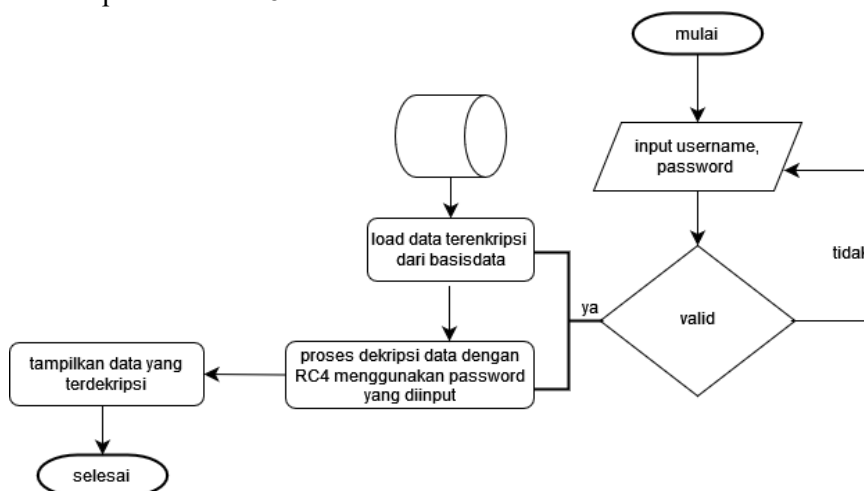 mulai
input username,
password
load data terenkripsi
dari basisdata
tidak
ya
valid
proses dekripsi data dengan
RC4 menggunakan password
yang diinput
tampilkan data yang
terdekripsi
selesai